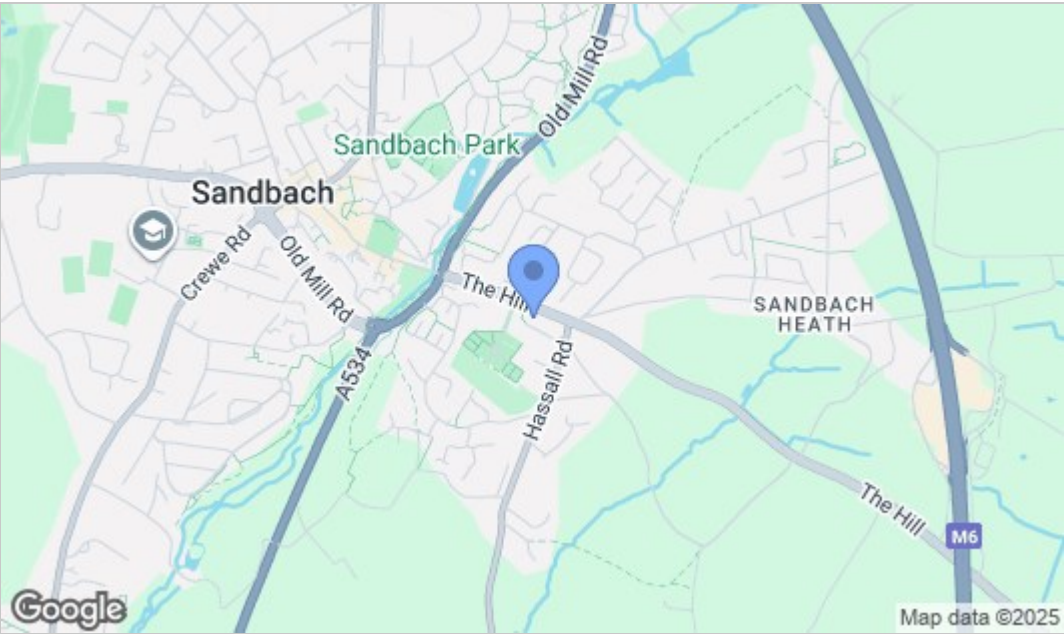 Old Mill Rd
Sandbach Park
Sandbach
Crewe Rd
Old Mill Rd
The Hill
SANDBACH
HEATH
A534
Hassall Rd
The Hill
M6
Google
Map data ©2025